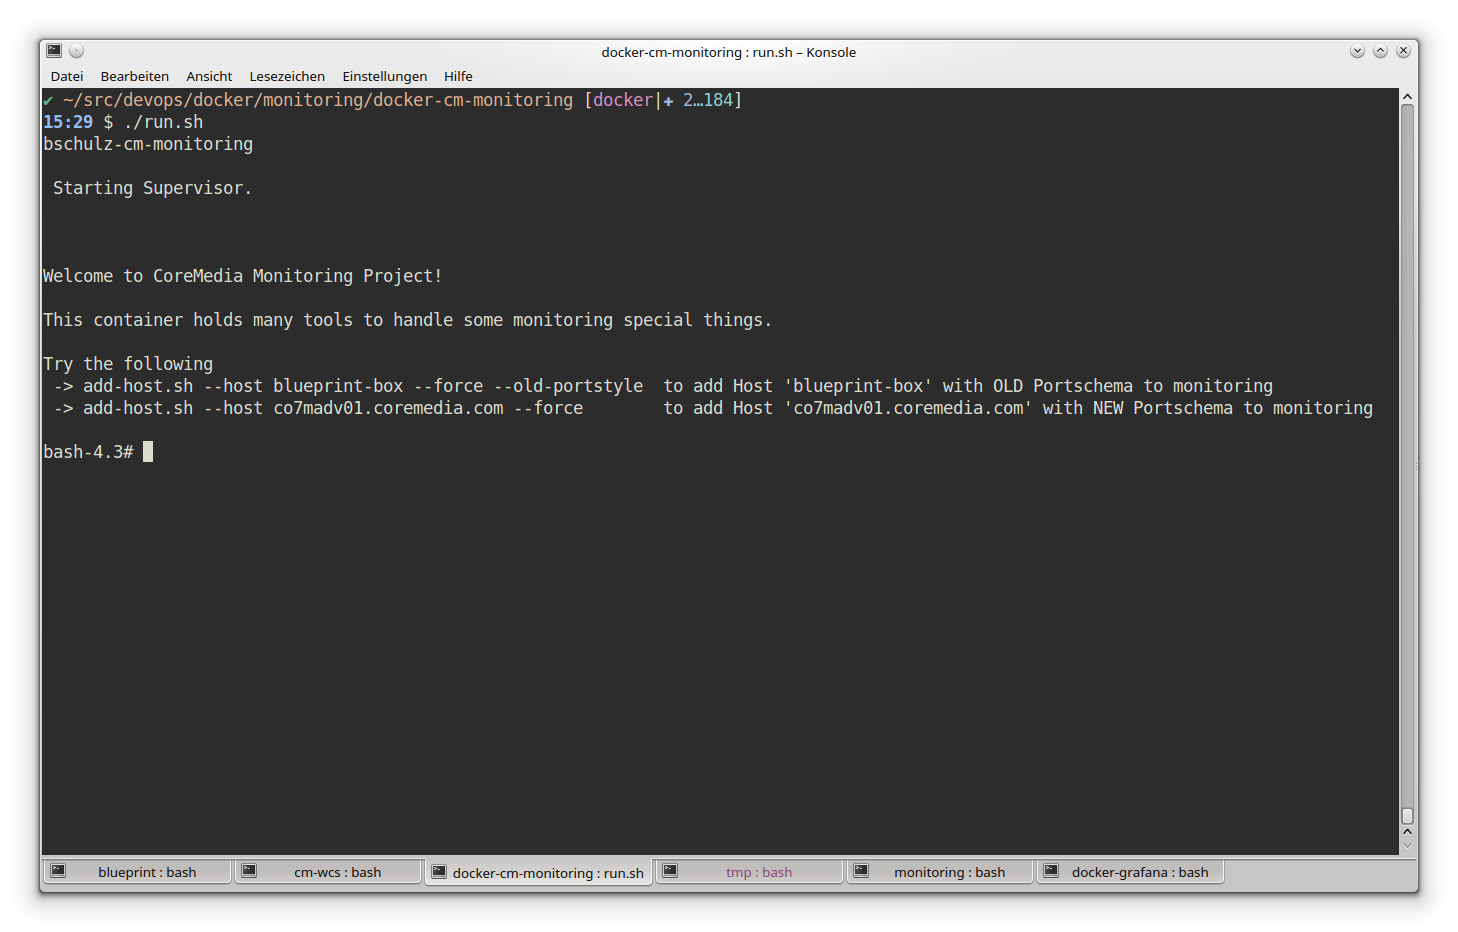 docker-cm-monitoring : run.sh – Konsole
Datei Bearbeiten Ansicht Lesezeichen Einstellungen Hilfe
✔ ~/src/devops/docker/monitoring/docker-cm-monitoring [docker|✚ 2…184]
15:29 $ ./run.sh
bschulz-cm-monitoring
Starting Supervisor.
Welcome to CoreMedia Monitoring Project!
This container holds many tools to handle some monitoring special things.
Try the following
-> add-host.sh --host blueprint-box --force --old-portstyle  to add Host 'blueprint-box' with OLD Portschema to monitoring
-> add-host.sh --host co7madv01.coremedia.com --force        to add Host 'co7madv01.coremedia.com' with NEW Portschema to monitoring
bash-4.3#
blueprint : bash cm-wcs : bash docker-cm-monitoring : run.sh tmp : bash monitoring : bash docker-grafana : bash